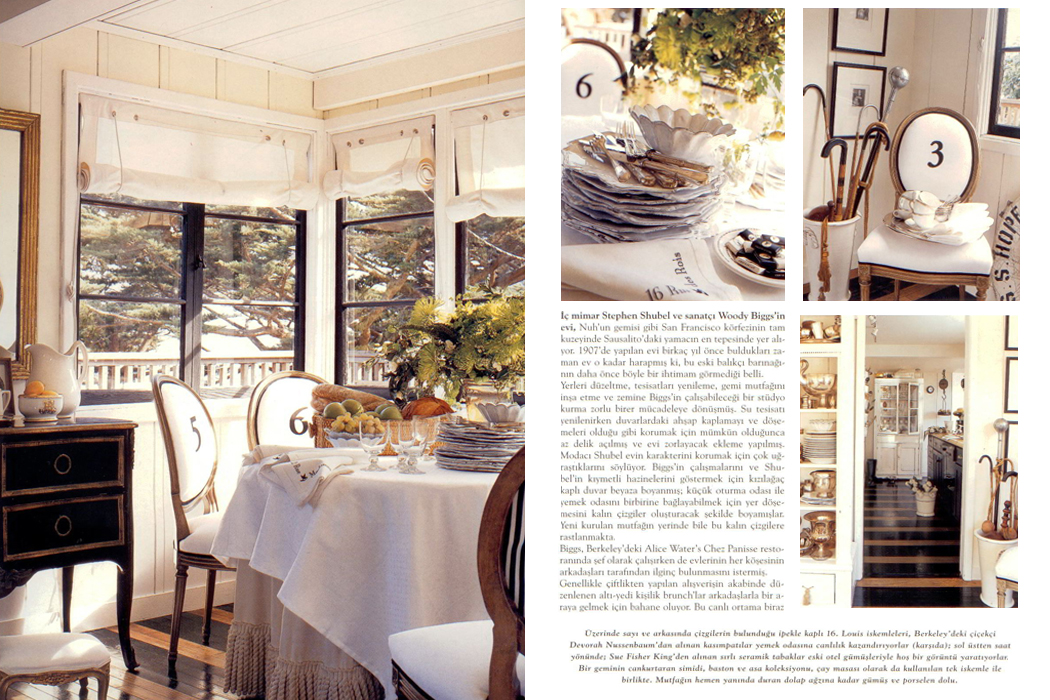 5
6
6
16 Rue des Rois
3
S. HOPE
İç mimar Stephen Shubel ve sanatçı Woody Biggs'in
evi, Nuh'un gemisi gibi San Francisco körfezinin tam
kuzeyinde Sausalito'daki yamacın en tepesinde yer alı-
yor. 1907'de yapılan evi birkaç yıl önce buldukları za-
man ev o kadar harapmış ki, bu eski balıkçı barınağı-
nın daha önce böyle bir ihtimam görmediği belli.
Yerleri düzeltme, tesisatları yenileme, gemi mutfağını
inşa etme ve zemine Biggs'in çalışabileceği bir stüdyo
kurma zorlu birer mücadeleye dönüşmüş. Su tesisatı
yenilenirken duvarlardaki ahşap kaplamayı ve döşe-
meleri olduğu gibi korumak için mümkün olduğunca
az delik açılmış ve evi zorlayacak ekleme yapılmış.
Modacı Shubel evin karakterini korumak için çok uğ-
raştıklarını söylüyor. Biggs'in çalışmalarını ve Shu-
bel'in kıymetli hazinelerini göstermek için kızılağaç
kaplı duvar beyaza boyanmış; küçük oturma odası ile
yemek odasını birbirine bağlayabilmek için yer döşe-
mesini kalın çizgiler oluşturacak şekilde boyamışlar.
Yeni kurulan mutfağın yerinde bile bu kalın çizgilere
rastlanmakta.
Biggs, Berkeley'deki Alice Water's Chez Panisse resto-
ranında şef olarak çalışırken de evlerinin her köşesinin
arkadaşları tarafından ilginç bulunmasını istermiş.
Genellikle çiftlikten yapılan alışverişin akabinde dü-
zenlenen altı-yedi kişilik brunch'lar arkadaşlarla bir a-
raya gelmek için bahane oluyor. Bu canlı ortama biraz
Üzerinde sayı ve arkasında çizgilerin bulunduğu ipekle kaplı 16. Louis iskemleleri, Berkeley'deki çiçekçi
Devorah Nussenbaum'dan alınan kasımpatılar yemek odasına canlılık kazandırıyorlar (karşıda); sol üstten saat
yönünde; Sue Fisher King'den alınan sırlı seramik tabaklar eski otel gümüşleriyle hoş bir görüntü yaratıyorlar.
Bir geminin cankurtaran simidi, baston ve asa koleksiyonu, çay masası olarak da kullanılan tek iskemle ile
birlikte. Mutfağın hemen yanında duran dolap ağzına kadar gümüş ve porselen dolu.